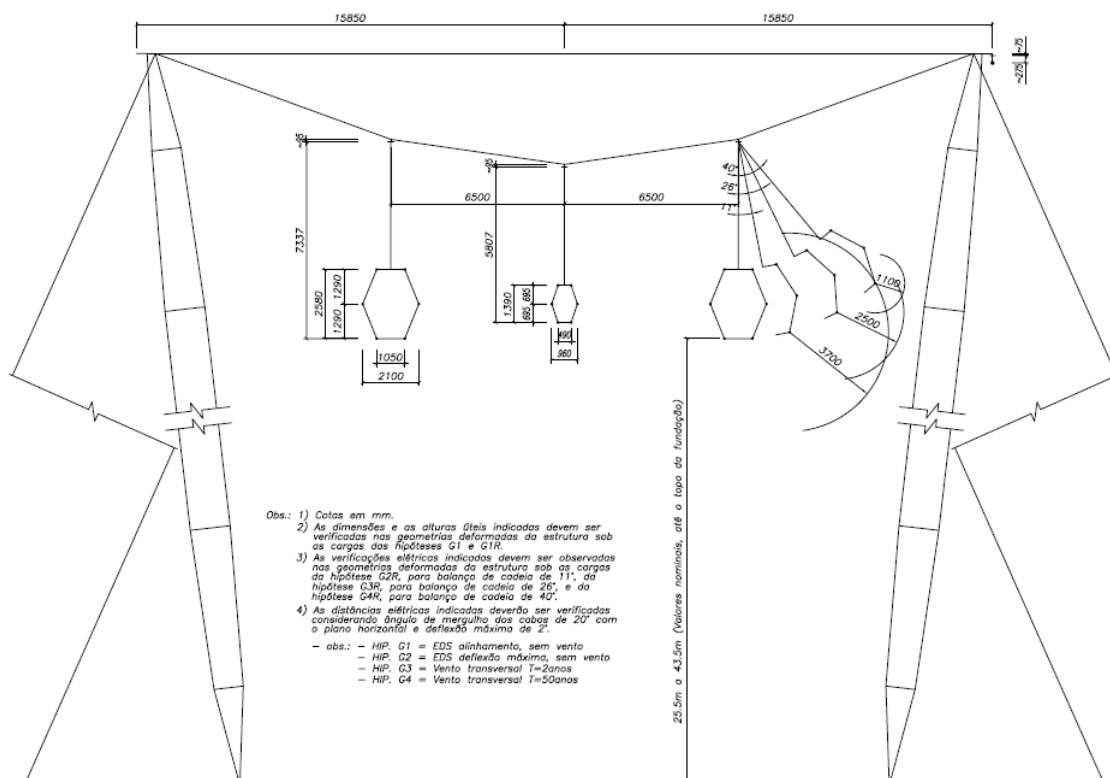 15850 15850
~75
~275
~95
~95
40°
26°
11°
6500 6500
7337
5807
2580
1290
1290
1390
695
695
1100
2500
3700
490
960
1050
2100
25.5m a 43.5m (Valores nominais, até o topo da fundação)
Obs.: 1) Cotas em mm.
2) As dimensões e as alturas úteis indicadas devem ser
verificadas nas geometrias deformadas da estrutura sob
as cargas das hipóteses G1 e G1R.
3) As verificações elétricas indicadas devem ser observadas
nas geometrias deformadas da estrutura sob as cargas
da hipótese G2R, para balanço de cadeia de 11°, da
hipótese G3R, para balanço de cadeia de 26°, e da
hipótese G4R, para balanço de cadeia de 40°.
4) As distâncias elétricas indicadas deverão ser verificadas
considerando ângulo de mergulho dos cabos de 20° com
o plano horizontal e deflexão máxima de 2°.
- obs.: - HIP. G1 = EDS alinhamento, sem vento
- HIP. G2 = EDS deflexão máxima, sem vento
- HIP. G3 = Vento transversal T=2anos
- HIP. G4 = Vento transversal T=50anos